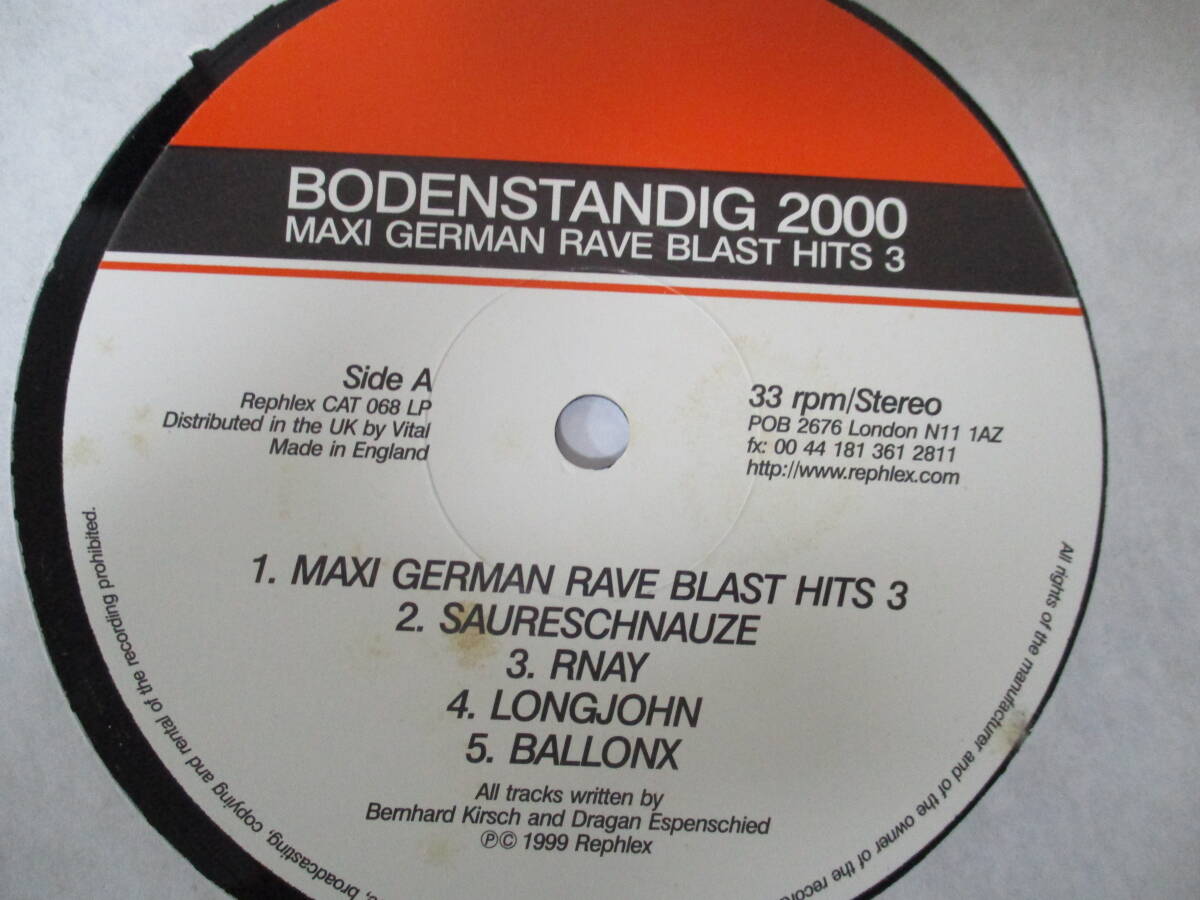 BODENSTANDIG 2000
MAXI GERMAN RAVE BLAST HITS 3
Side A
Rephlex CAT 068 LP
Distributed in the UK by Vital
Made in England
33 rpm/Stereo
POB 2676 London N11 1AZ
fx: 00 44 181 361 2811
http://www.rephlex.com
1. MAXI GERMAN RAVE BLAST HITS 3
2. SAURESCHNAUZE
3. RNAY
4. LONGJOHN
5. BALLONX
All tracks written by
Bernhard Kirsch and Dragan Espenschied
℗© 1999 Rephlex
All rights of the manufacturer and of the owner of the record
broadcasting, copying and rental of the recording prohibited.